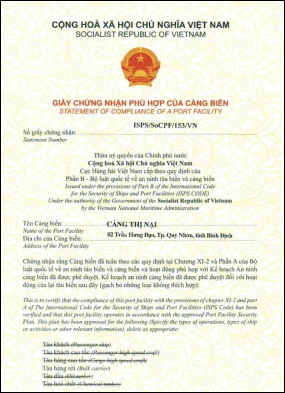 CỘNG HOÀ XÃ HỘI CHỦ NGHĨA VIỆT NAM
SOCIALIST REPUBLIC OF VIETNAM
GIẤY CHỨNG NHẬN PHÙ HỢP CỦA CẢNG BIỂN
STATEMENT OF COMPLIANCE OF A PORT FACILITY
ISPS/SoCPF/153/VN
Số giấy chứng nhận:
Statement Number
Thừa uỷ quyền của Chính phủ nước
Cộng hoà Xã hội Chủ nghĩa Việt Nam
Cục Hàng hải Việt Nam cấp theo quy định của
Phần B - Bộ luật quốc tế về an ninh tàu biển và cảng biển
Issued under the provisions of Part B of the International Code
for the Security of Ships and Port Facilities (ISPS CODE)
Under the authority of the Government of the Socialist Republic of Vietnam
by the Vietnam National Maritime Administration
Tên Cảng biển: CẢNG THỊ NẠI
Name of the Port Facility
Địa chỉ của Cảng biển: 02 Trần Hưng Đạo, Tp. Quy Nhơn, tỉnh Bình Định
Address of the Port Facility
Chứng nhận rằng Cảng biển đã tuân theo các quy định tại Chương XI-2 và Phần A của Bộ
luật quốc tế về an ninh tàu biển và cảng biển và hoạt động phù hợp với Kế hoạch An ninh
cảng biển đã được phê duyệt. Kế hoạch an ninh cảng biển đã được phê duyệt đối với hoạt động
của các loại tàu biển sau đây (gạch bỏ những loại không thích hợp):
This is to certify that the compliance of this port facility with the provisions of chapter XI-2 and part
A of The International Code for the Security of Ships and Port Facilities (ISPS Code) has been
verified and that this port facility operates in accordance with the approved Port Facility Security
Plan. This plan has been approved for the following (Specify the types of operations, types of ship
or activities or other relevant information), delete as appropriate):
Tàu khách (Passenger ship)
Tàu khách cao tốc (Passenger high speed craft)
Tàu hàng cao tốc (Cargo high speed craft)
Tàu hàng rời (Bulk carrier)
Tàu dầu (Oil tanker)
Tàu hoá chất (Chemical tanker)